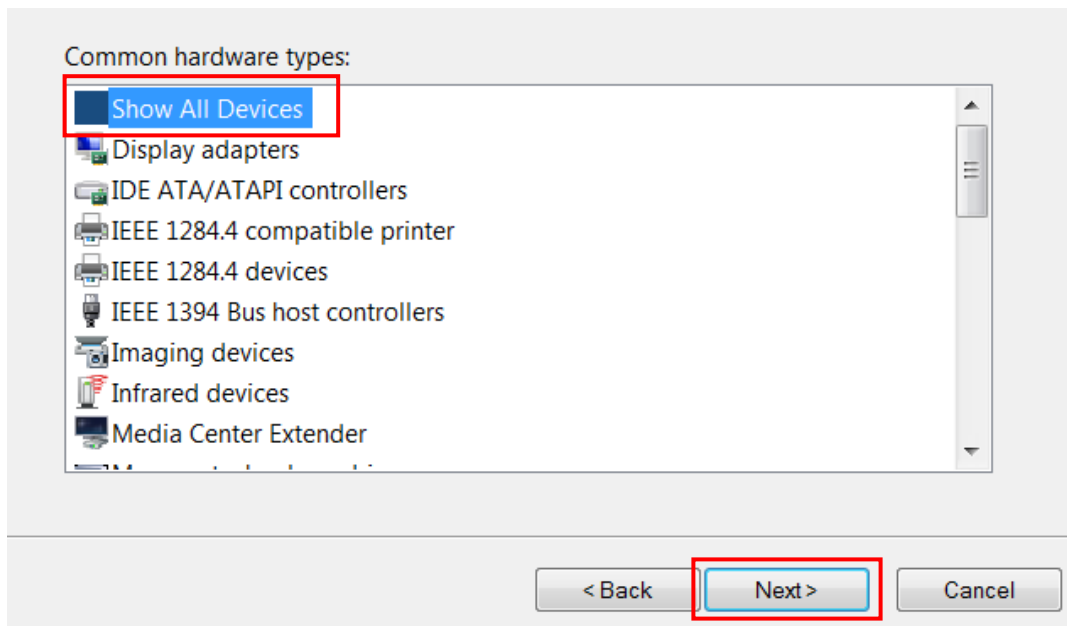 Common hardware types:
Show All Devices
Display adapters
IDE ATA/ATAPI controllers
IEEE 1284.4 compatible printer
IEEE 1284.4 devices
IEEE 1394 Bus host controllers
Imaging devices
Infrared devices
Media Center Extender
< Back Next > Cancel